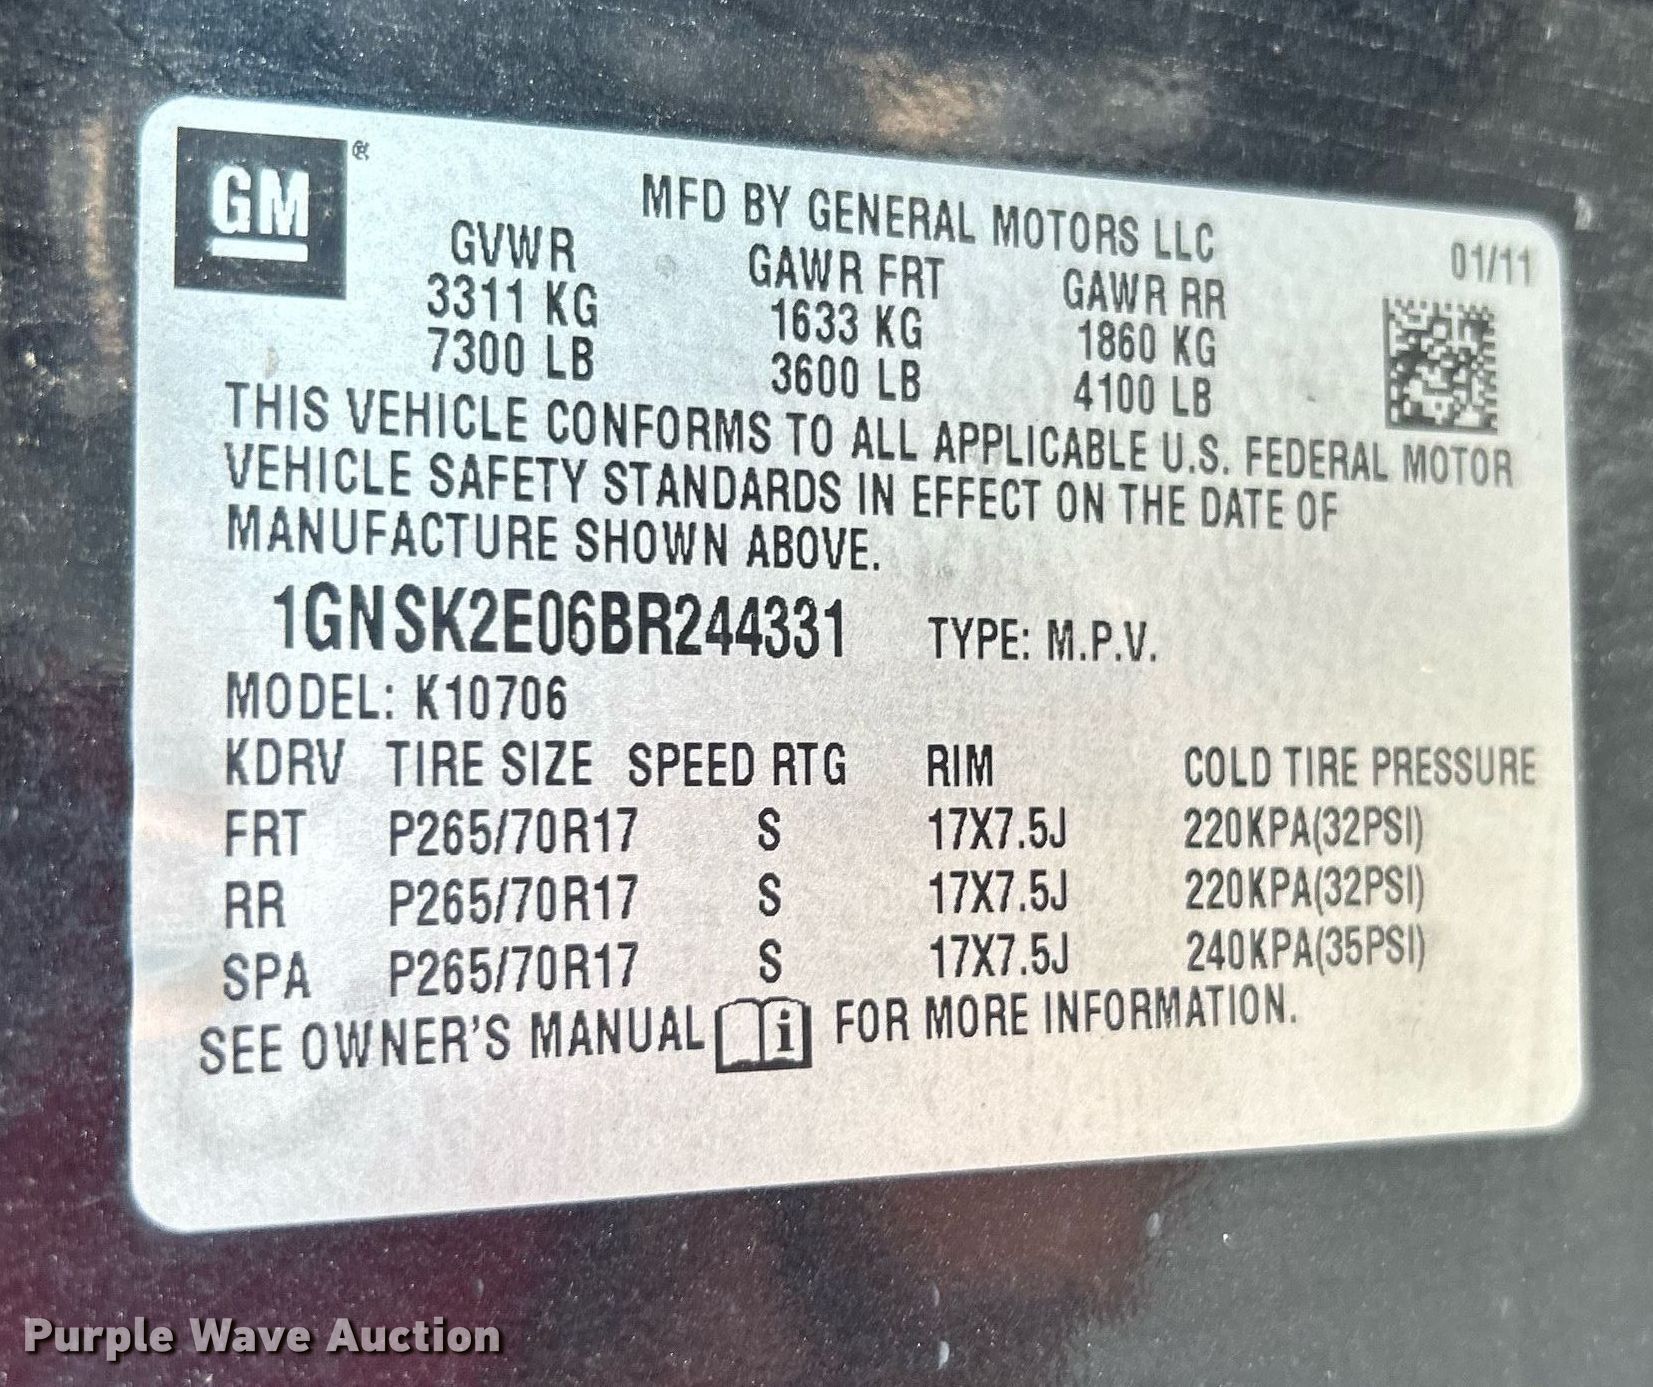 GM®
MFD BY GENERAL MOTORS LLC
01/11
GVWR GAWR FRT GAWR RR
3311 KG 1633 KG 1860 KG
7300 LB 3600 LB 4100 LB
THIS VEHICLE CONFORMS TO ALL APPLICABLE U.S. FEDERAL MOTOR
VEHICLE SAFETY STANDARDS IN EFFECT ON THE DATE OF
MANUFACTURE SHOWN ABOVE.
1GNSK2E06BR244331 TYPE: M.P.V.
MODEL: K10706
KDRV TIRE SIZE SPEED RTG RIM COLD TIRE PRESSURE
FRT P265/70R17 S 17X7.5J 220KPA(32PSI)
RR P265/70R17 S 17X7.5J 220KPA(32PSI)
SPA P265/70R17 S 17X7.5J 240KPA(35PSI)
SEE OWNER'S MANUAL i FOR MORE INFORMATION.
Purple Wave Auction